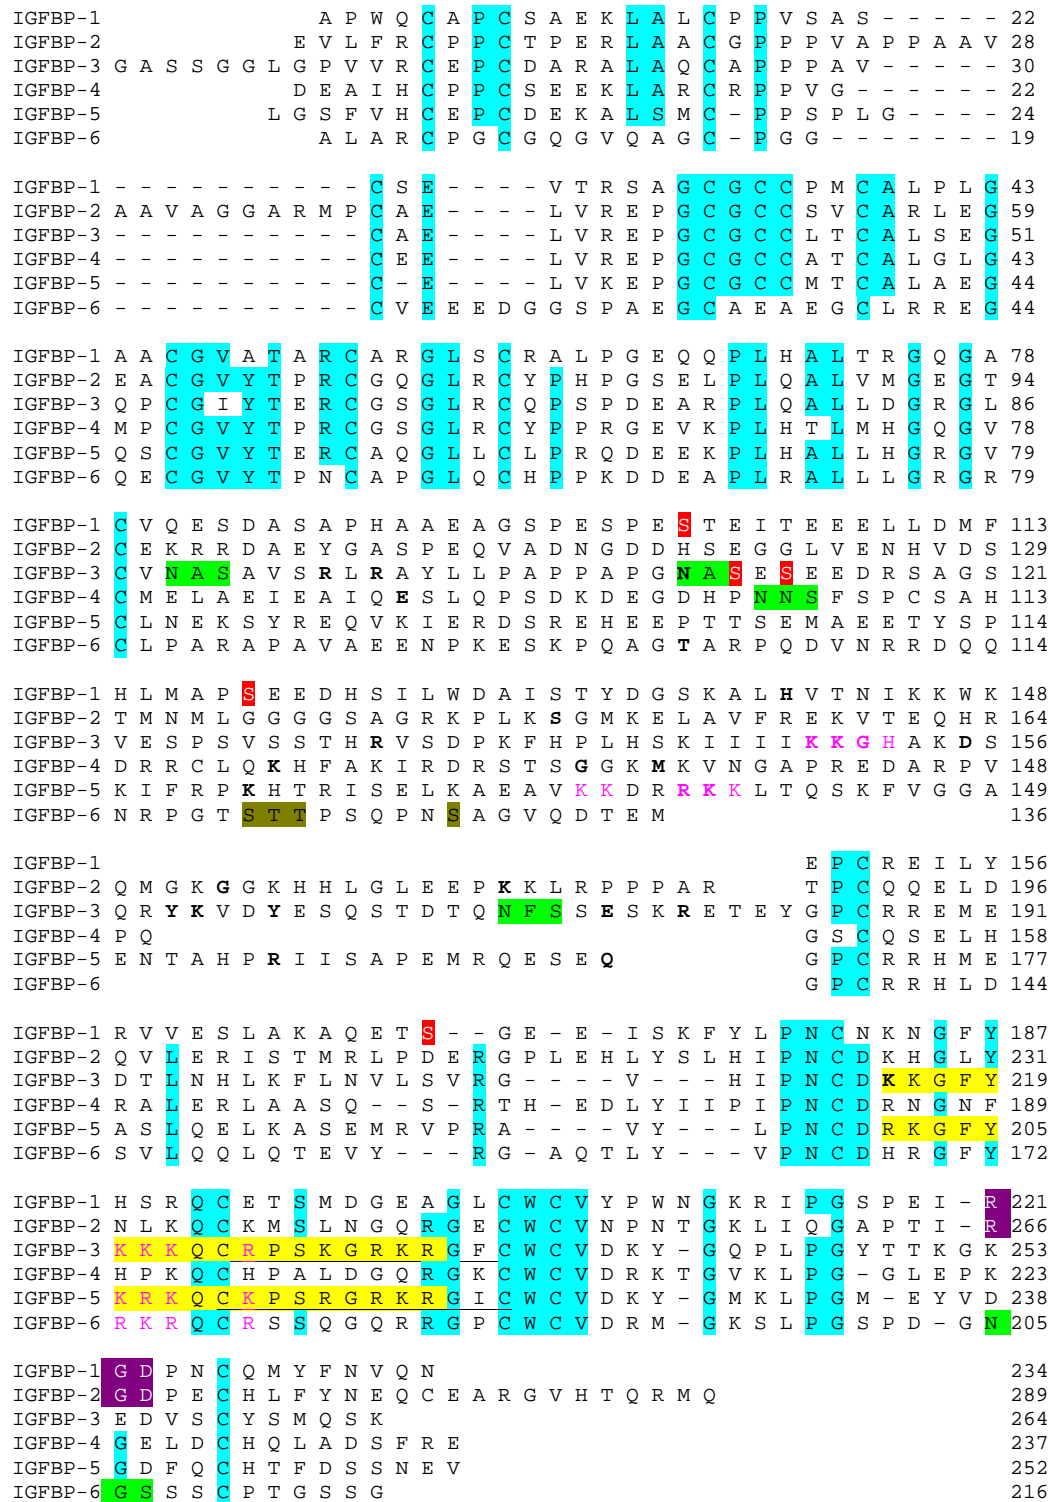 IGFBP-1 A P W Q C A P C S A E K L A L C P P V S A S - - - - - 22
IGFBP-2 E V L F R C P P C T P E R L A A C G P P P V A P P A A V 28
IGFBP-3 G A S S G G L G P V V R C E P C D A R A L A Q C A P P P A V - - - - - 30
IGFBP-4 D E A I H C P P C S E E K L A R C R P P V G - - - - - - 22
IGFBP-5 L G S F V H C E P C D E K A L S M C - P P S P L G - - - - 24
IGFBP-6 A L A R C P G C G Q G V Q A G C - P G G - - - - - - - 19
IGFBP-1 - - - - - - - - - - C S E - - - - V T R S A G C G C C P M C A L P L G 43
IGFBP-2 A A V A G G A R M P C A E - - - - L V R E P G C G C C S V C A R L E G 59
IGFBP-3 - - - - - - - - - - C A E - - - - L V R E P G C G C C L T C A L S E G 51
IGFBP-4 - - - - - - - - - - C E E - - - - L V R E P G C G C C A T C A L G L G 43
IGFBP-5 - - - - - - - - - - C - E - - - - L V K E P G C G C C M T C A L A E G 44
IGFBP-6 - - - - - - - - - - C V E E E D G G S P A E G C A E A E G C L R R E G 44
IGFBP-1 A A C G V A T A R C A R G L S C R A L P G E Q Q P L H A L T R G Q G A 78
IGFBP-2 E A C G V Y T P R C G Q G L R C Y P H P G S E L P L Q A L V M G E G T 94
IGFBP-3 Q P C G I Y T E R C G S G L R C Q P S P D E A R P L Q A L L D G R G L 86
IGFBP-4 M P C G V Y T P R C G S G L R C Y P P R G E V K P L H T L M H G Q G V 78
IGFBP-5 Q S C G V Y T E R C A Q G L L C L P R Q D E E K P L H A L L H G R G V 79
IGFBP-6 Q E C G V Y T P N C A P G L Q C H P P K D D E A P L R A L L L G R G R 79
IGFBP-1 C V Q E S D A S A P H A A E A G S P E S P E S T E I T E E E L L D M F 113
IGFBP-2 C E K R R D A E Y G A S P E Q V A D N G D D H S E G G L V E N H V D S 129
IGFBP-3 C V N A S A V S R L R A Y L L P A P P A P G N A S E S E E D R S A G S 121
IGFBP-4 C M E L A E I E A I Q E S L Q P S D K D E G D H P N N S F S P C S A H 113
IGFBP-5 C L N E K S Y R E Q V K I E R D S R E H E E P T T S E M A E E T Y S P 114
IGFBP-6 C L P A R A P A V A E E N P K E S K P Q A G T A R P Q D V N R R D Q Q 114
IGFBP-1 H L M A P S E E D H S I L W D A I S T Y D G S K A L H V T N I K K W K 148
IGFBP-2 T M N M L G G G G S A G R K P L K S G M K E L A V F R E K V T E Q H R 164
IGFBP-3 V E S P S V S S T H R V S D P K F H P L H S K I I I I K K G H A K D S 156
IGFBP-4 D R R C L Q K H F A K I R D R S T S G G K M K V N G A P R E D A R P V 148
IGFBP-5 K I F R P K H T R I S E L K A E A V K K D R R K K L T Q S K F V G G A 149
IGFBP-6 N R P G T S T T P S Q P N S A G V Q D T E M 136
IGFBP-1 E P C R E I L Y 156
IGFBP-2 Q M G K G G K H H L G L E E P K K L R P P P A R T P C Q Q E L D 196
IGFBP-3 Q R Y K V D Y E S Q S T D T Q N F S S E S K R E T E Y G P C R R E M E 191
IGFBP-4 P Q G S C Q S E L H 158
IGFBP-5 E N T A H P R I I S A P E M R Q E S E Q G P C R R H M E 177
IGFBP-6 G P C R R H L D 144
IGFBP-1 R V V E S L A K A Q E T S - - G E - E - I S K F Y L P N C N K N G F Y 187
IGFBP-2 Q V L E R I S T M R L P D E R G P L E H L Y S L H I P N C D K H G L Y 231
IGFBP-3 D T L N H L K F L N V L S V R G - - - - V - - - H I P N C D K K G F Y 219
IGFBP-4 R A L E R L A A S Q - - S - R T H - E D L Y I I P I P N C D R N G N F 189
IGFBP-5 A S L Q E L K A S E M R V P R A - - - - V Y - - - L P N C D R K G F Y 205
IGFBP-6 S V L Q Q L Q T E V Y - - - R G - A Q T L Y - - - V P N C D H R G F Y 172
IGFBP-1 H S R Q C E T S M D G E A G L C W C V Y P W N G K R I P G S P E I - R 221
IGFBP-2 N L K Q C K M S L N G Q R G E C W C V N P N T G K L I Q G A P T I - R 266
IGFBP-3 K K K Q C R P S K G R K R G F C W C V D K Y - G Q P L P G Y T T K G K 253
IGFBP-4 H P K Q C H P A L D G Q R G K C W C V D R K T G V K L P G - G L E P K 223
IGFBP-5 K R K Q C K P S R G R K R G I C W C V D K Y - G M K L P G M - E Y V D 238
IGFBP-6 R K R Q C R S S Q G Q R R G P C W C V D R M - G K S L P G S P D - G N 205
IGFBP-1 G D P N C Q M Y F N V Q N 234
IGFBP-2 G D P E C H L F Y N E Q C E A R G V H T Q R M Q 289
IGFBP-3 E D V S C Y S M Q S K 264
IGFBP-4 G E L D C H Q L A D S F R E 237
IGFBP-5 G D F Q C H T F D S S N E V 252
IGFBP-6 G S S S C P T G S S G 216